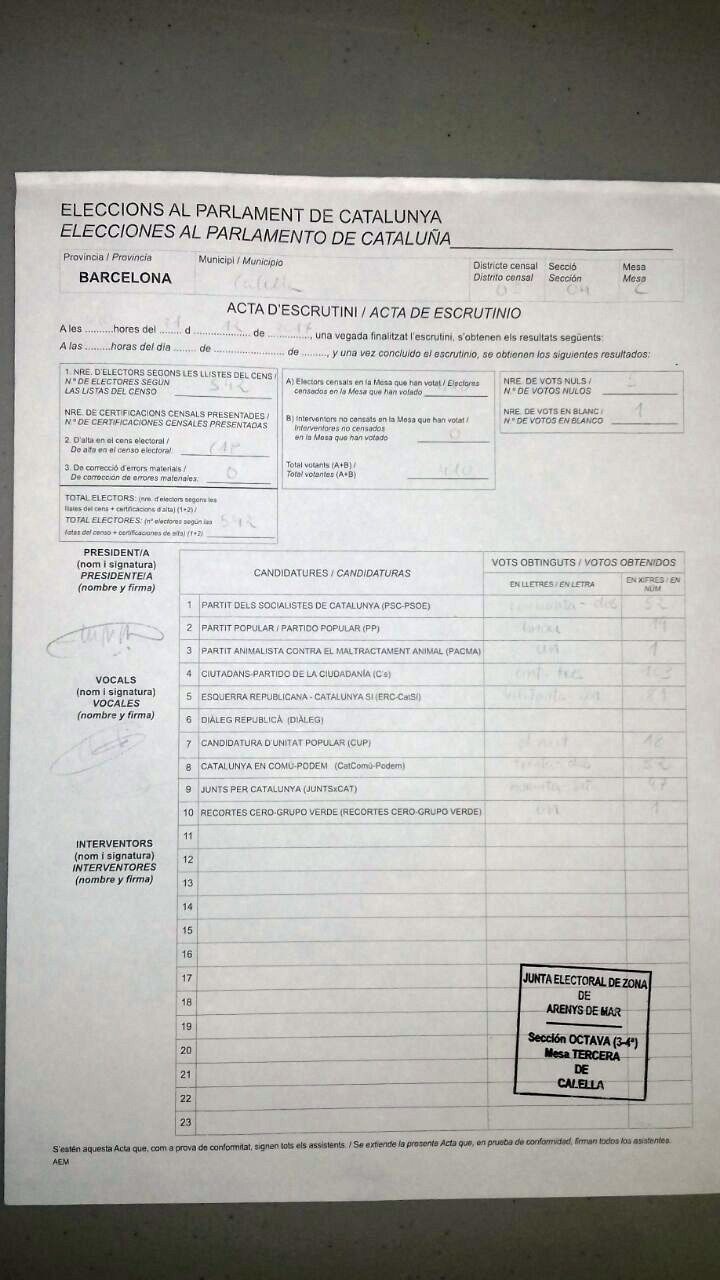 ELECCIONS AL PARLAMENT DE CATALUNYA
ELECCIONES AL PARLAMENTO DE CATALUÑA
Província / Provincia
BARCELONA
Municipi / Municipio
Calella
Districte censal
Distrito censal
Secció
Sección
04
Mesa
Mesa
C
ACTA D'ESCRUTINI / ACTA DE ESCRUTINIO
A les .........hores del ........ d .................... de ........., una vegada finalitzat l'escrutini, s'obtenen els resultats següents:
A las .........horas del día ........ de ........................ de ........., y una vez concluido el escrutinio, se obtienen los siguientes resultados:
1. NRE. D'ELECTORS SEGONS LES LLISTES DEL CENS /
N.º DE ELECTORES SEGÚN
LAS LISTAS DEL CENSO
542
NRE. DE CERTIFICACIONS CENSALS PRESENTADES /
N.º DE CERTIFICACIONES CENSALES PRESENTADAS
2. D'alta en el cens electoral /
De alta en el censo electoral:
3. De correcció d'errors materials /
De corrección de errores materiales:
0
TOTAL ELECTORS: (nre. d'electors segons les
llistes del cens + certificacions d'alta) (1+2) /
TOTAL ELECTORES: (nº electores según las
listas del censo + certificaciones de alta) (1+2)
542
A) Electors censats en la Mesa que han votat / Electores
censados en la Mesa que han votado
B) Interventors no censats en la Mesa que han votat /
Interventores no censados
en la Mesa que han votado
0
Total votants (A+B) /
Total votantes (A+B)
410
NRE. DE VOTS NULS /
N.º DE VOTOS NULOS
NRE. DE VOTS EN BLANC /
N.º DE VOTOS EN BLANCO
1
PRESIDENT/A
(nom i signatura)
PRESIDENTE/A
(nombre y firma)
VOCALS
(nom i signatura)
VOCALES
(nombre y firma)
INTERVENTORS
(nom i signatura)
INTERVENTORES
(nombre y firma)
CANDIDATURES / CANDIDATURAS
VOTS OBTINGUTS / VOTOS OBTENIDOS
EN LLETRES / EN LETRA
EN XIFRES / EN NÚM
1 PARTIT DELS SOCIALISTES DE CATALUNYA (PSC-PSOE) 52
2 PARTIT POPULAR / PARTIDO POPULAR (PP) 19
3 PARTIT ANIMALISTA CONTRA EL MALTRACTAMENT ANIMAL (PACMA) un 1
4 CIUTADANS-PARTIDO DE LA CIUDADANÍA (C's) cent tres 103
5 ESQUERRA REPUBLICANA - CATALUNYA SI (ERC-CatSí) vuitanta un 81
6 DIÀLEG REPUBLICÀ (DIÀLEG)
7 CANDIDATURA D'UNITAT POPULAR (CUP) 18
8 CATALUNYA EN COMÚ-PODEM (CatComú-Podem)
9 JUNTS PER CATALUNYA (JUNTSxCAT)
10 RECORTES CERO-GRUPO VERDE (RECORTES CERO-GRUPO VERDE) un 1
11
12
13
14
15
16
17
18
19
20
21
22
23
JUNTA ELECTORAL DE ZONA
DE
ARENYS DE MAR
Sección OCTAVA (3-4ª)
Mesa TERCERA
DE
CALELLA
S'estén aquesta Acta que, com a prova de conformitat, signen tots els assistents. / Se extiende la presente Acta que, en prueba de conformidad, firman todos los asistentes.
AEM